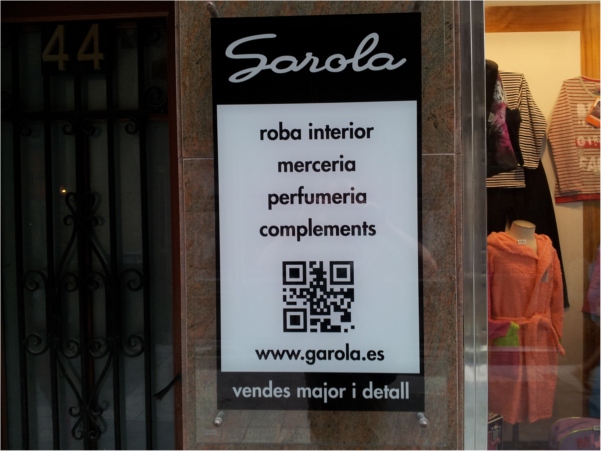 44
Garola
roba interior
merceria
perfumeria
complements
www.garola.es
vendes major i detall